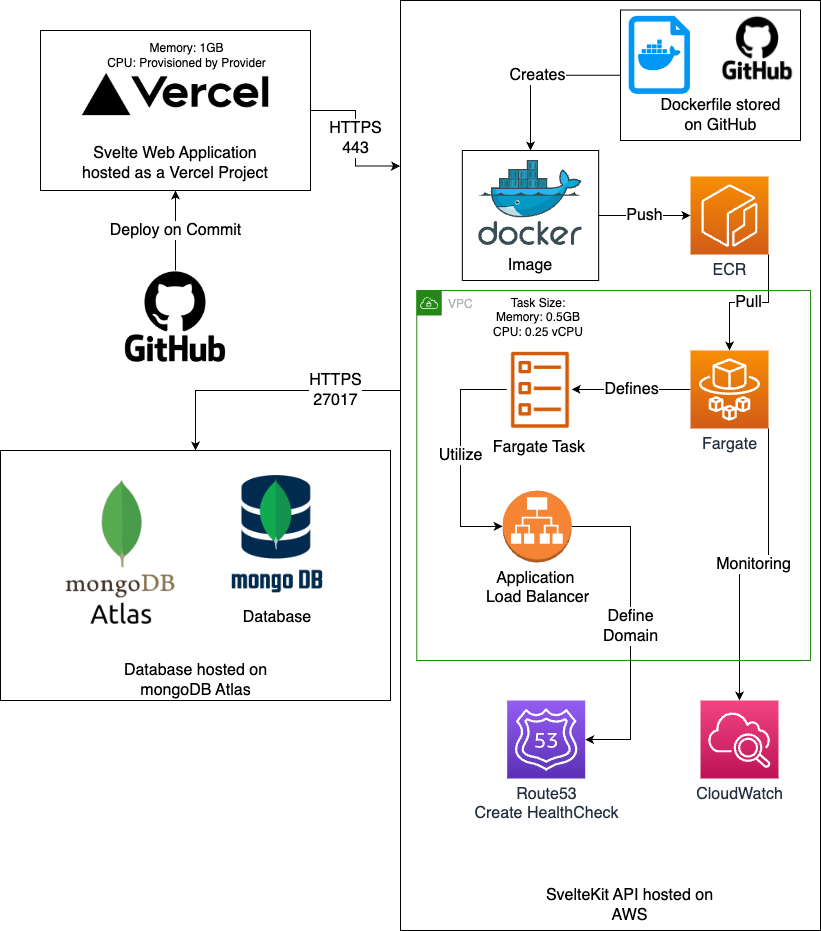 Memory: 1GB
CPU: Provisioned by Provider
Vercel
Svelte Web Application
hosted as a Vercel Project
HTTPS
443
Deploy on Commit
GitHub
Creates
GitHub
Dockerfile stored
on GitHub
docker
Image
Push
ECR
VPC
Task Size:
Memory: 0.5GB
CPU: 0.25 vCPU
Pull
Defines
Fargate Task
Fargate
HTTPS
27017
Utilize
Application
Load Balancer
Monitoring
Define
Domain
mongoDB
Atlas
mongo DB
Database
Database hosted on
mongoDB Atlas
53
Route53
Create HealthCheck
CloudWatch
SvelteKit API hosted on
AWS